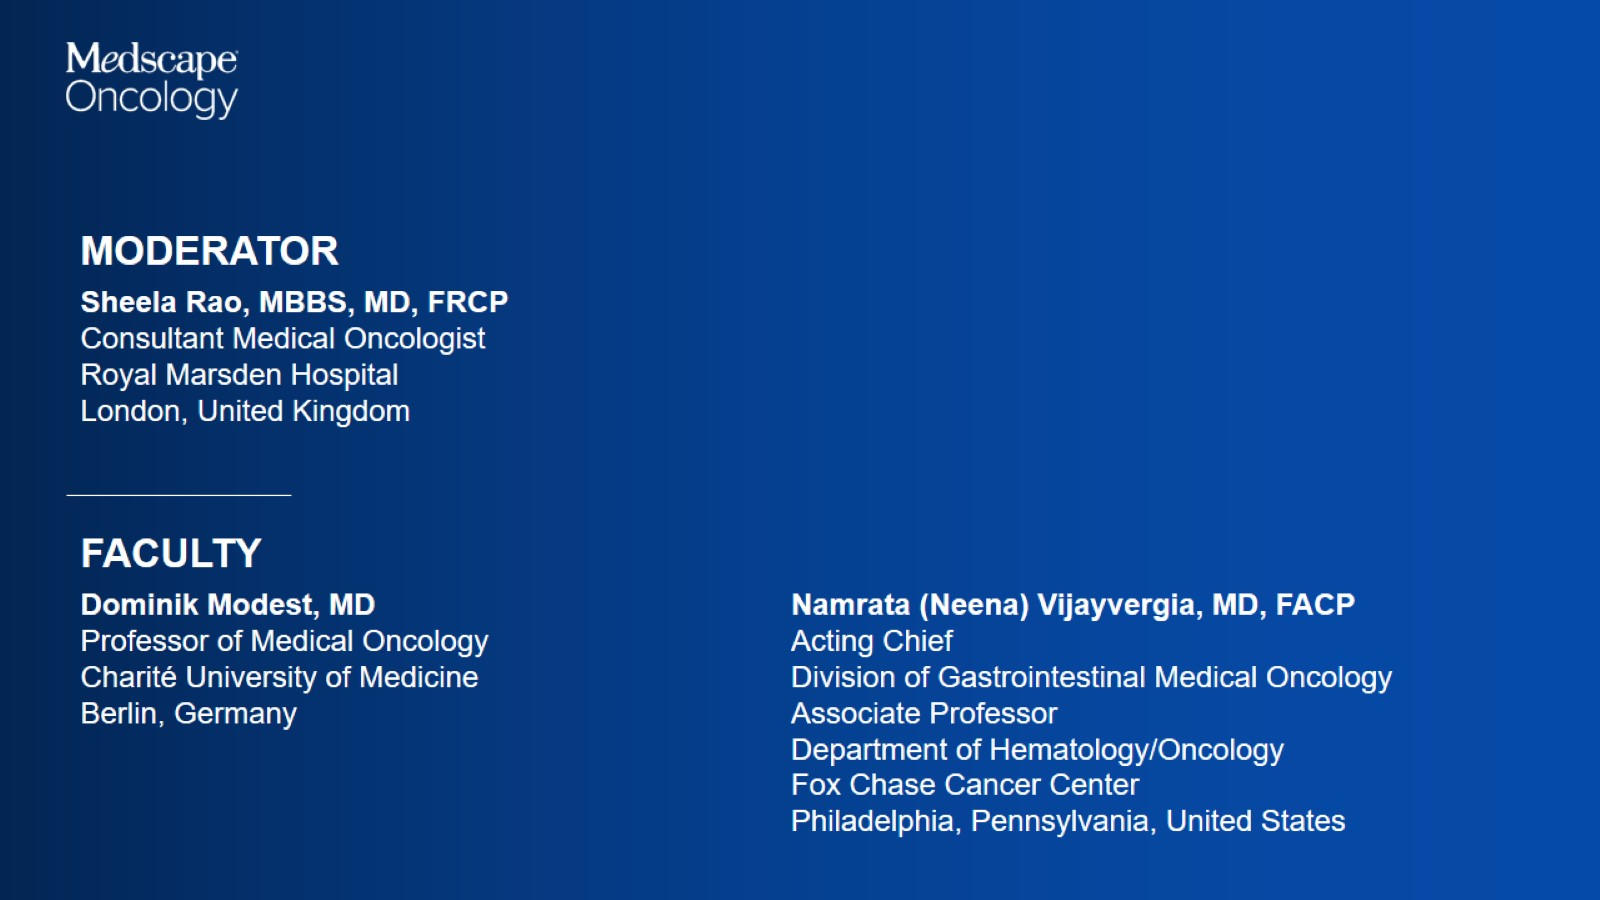 Medscape
Oncology
MODERATOR
Sheela Rao, MBBS, MD, FRCP
Consultant Medical Oncologist
Royal Marsden Hospital
London, United Kingdom
FACULTY
Dominik Modest, MD
Professor of Medical Oncology
Charité University of Medicine
Berlin, Germany
Namrata (Neena) Vijayvergia, MD, FACP
Acting Chief
Division of Gastrointestinal Medical Oncology
Associate Professor
Department of Hematology/Oncology
Fox Chase Cancer Center
Philadelphia, Pennsylvania, United States